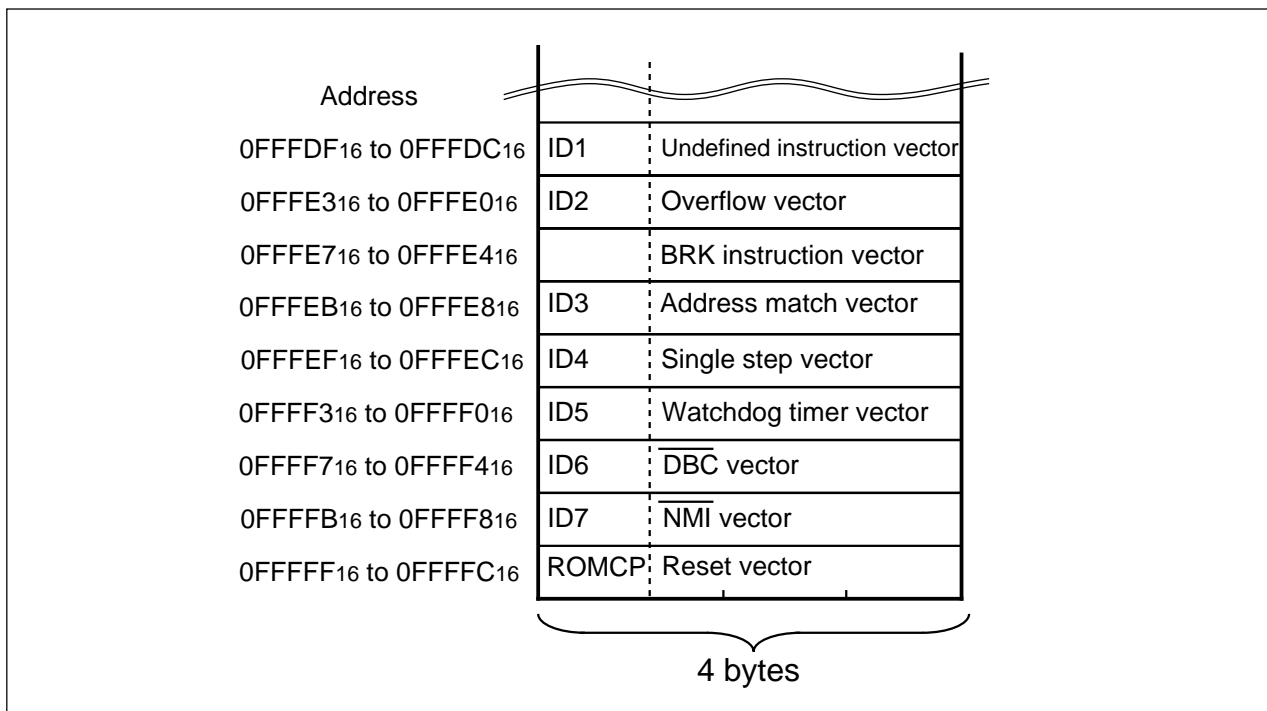 Address
0FFFDF16 to 0FFFDC16 ID1 Undefined instruction vector
0FFFE316 to 0FFFE016 ID2 Overflow vector
0FFFE716 to 0FFFE416 BRK instruction vector
0FFFEB16 to 0FFFE816 ID3 Address match vector
0FFFEF16 to 0FFFEC16 ID4 Single step vector
0FFFF316 to 0FFFF016 ID5 Watchdog timer vector
0FFFF716 to 0FFFF416 ID6 D̅B̅C̅ vector
0FFFFB16 to 0FFFF816 ID7 N̅M̅I̅ vector
0FFFFF16 to 0FFFFC16 ROMCP Reset vector
4 bytes